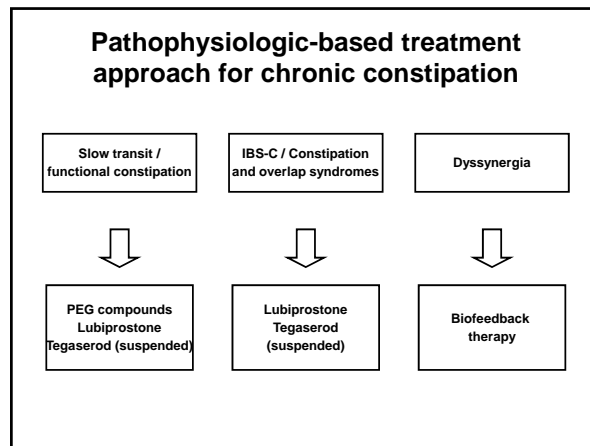 Pathophysiologic-based treatment
approach for chronic constipation
Slow transit /
functional constipation
IBS-C / Constipation
and overlap syndromes
Dyssynergia
PEG compounds
Lubiprostone
Tegaserod (suspended)
Lubiprostone
Tegaserod
(suspended)
Biofeedback
therapy